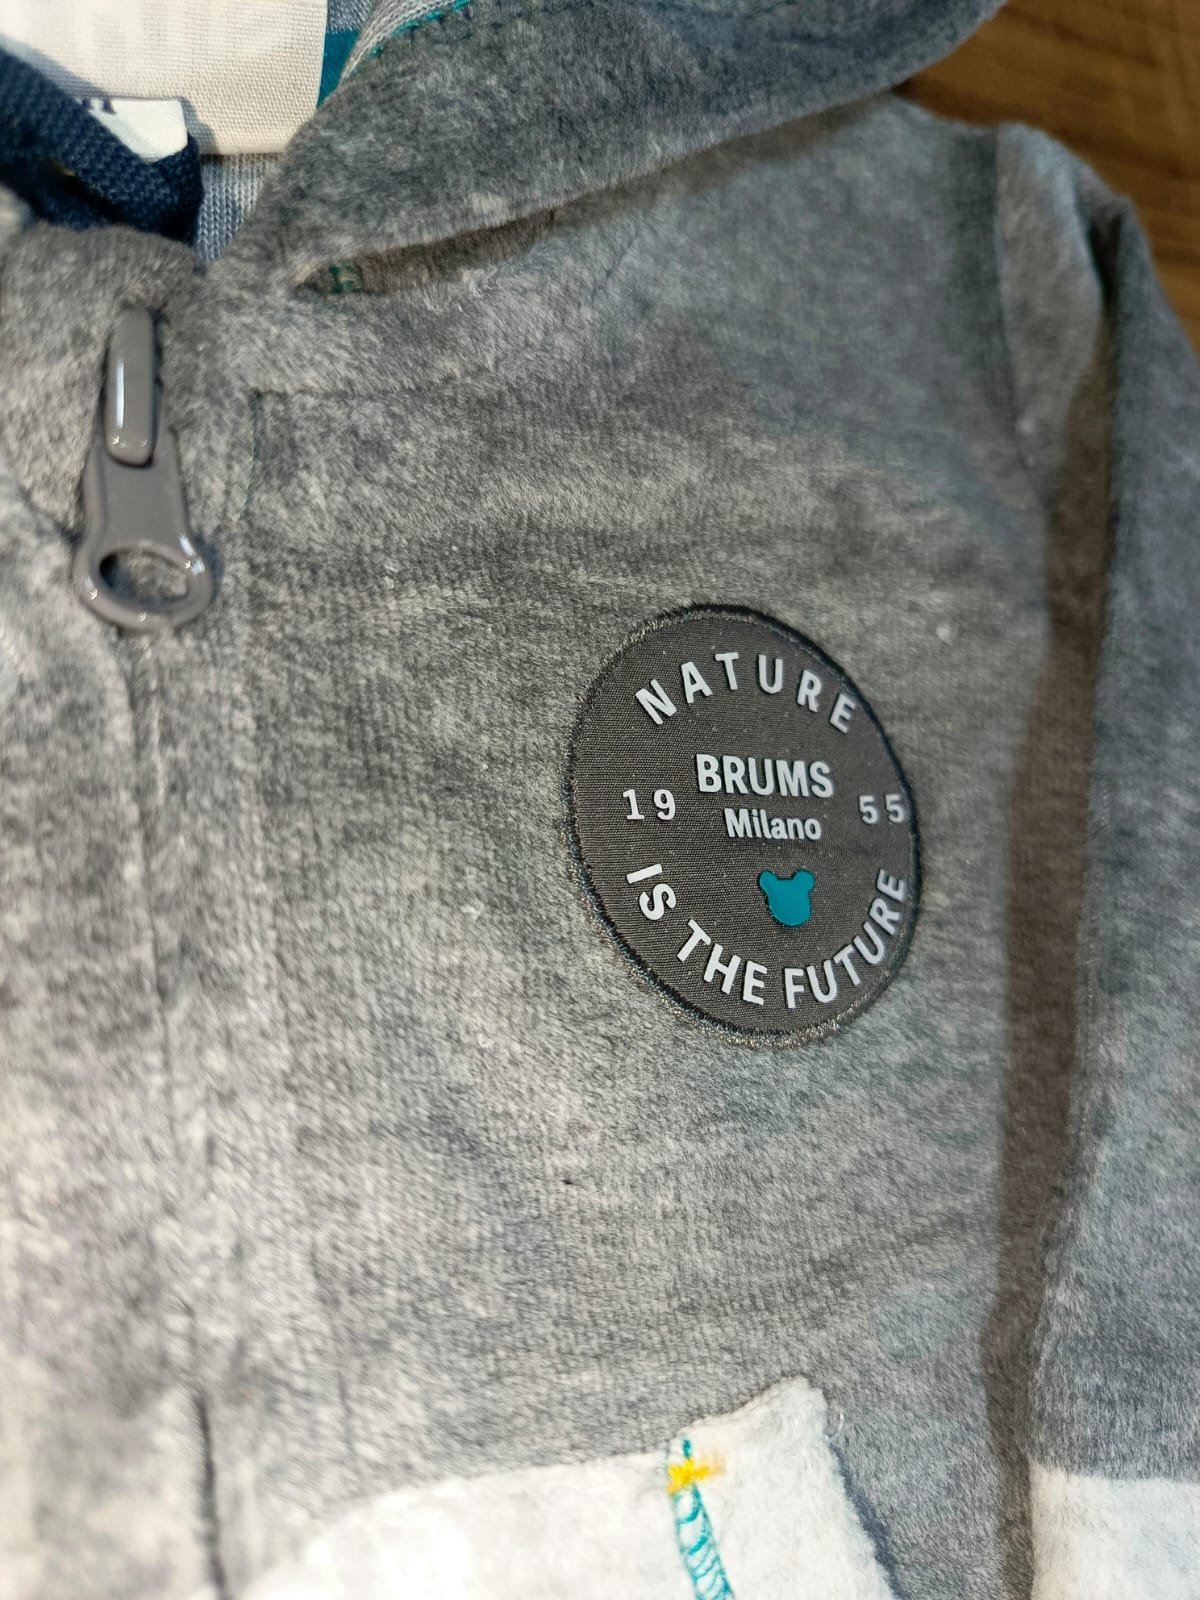 NATURE
BRUMS
19 55
Milano
IS THE FUTURE